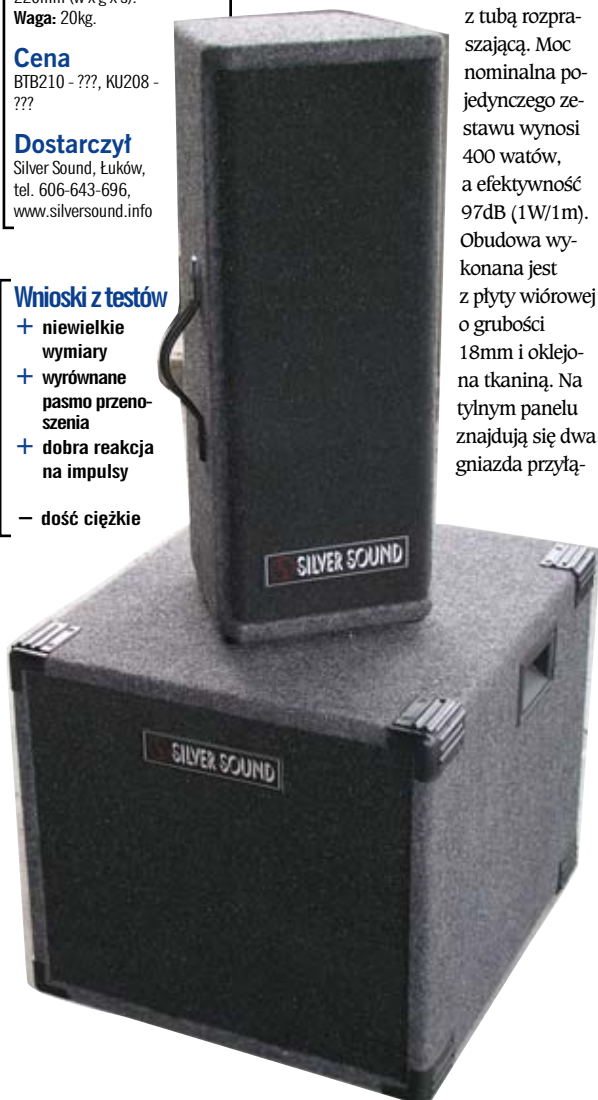 Waga: 20kg.
Cena
BTB210 - ???, KU208 -
???
Dostarczył
Silver Sound, Łuków,
tel. 606-643-696,
www.silversound.info
Wnioski z testów
+ niewielkie
wymiary
+ wyrównane
pasmo przeno-
szenia
+ dobra reakcja
na impulsy
– dość ciężkie
z tubą rozpra-
szającą. Moc
nominalna po-
jedynczego ze-
stawu wynosi
400 watów,
a efektywność
97dB (1W/1m).
Obudowa wy-
konana jest
z płyty wiórowej
o grubości
18mm i oklejo-
na tkaniną. Na
tylnym panelu
znajdują się dwa
gniazda przyłą-
SILVER SOUND
SILVER SOUND